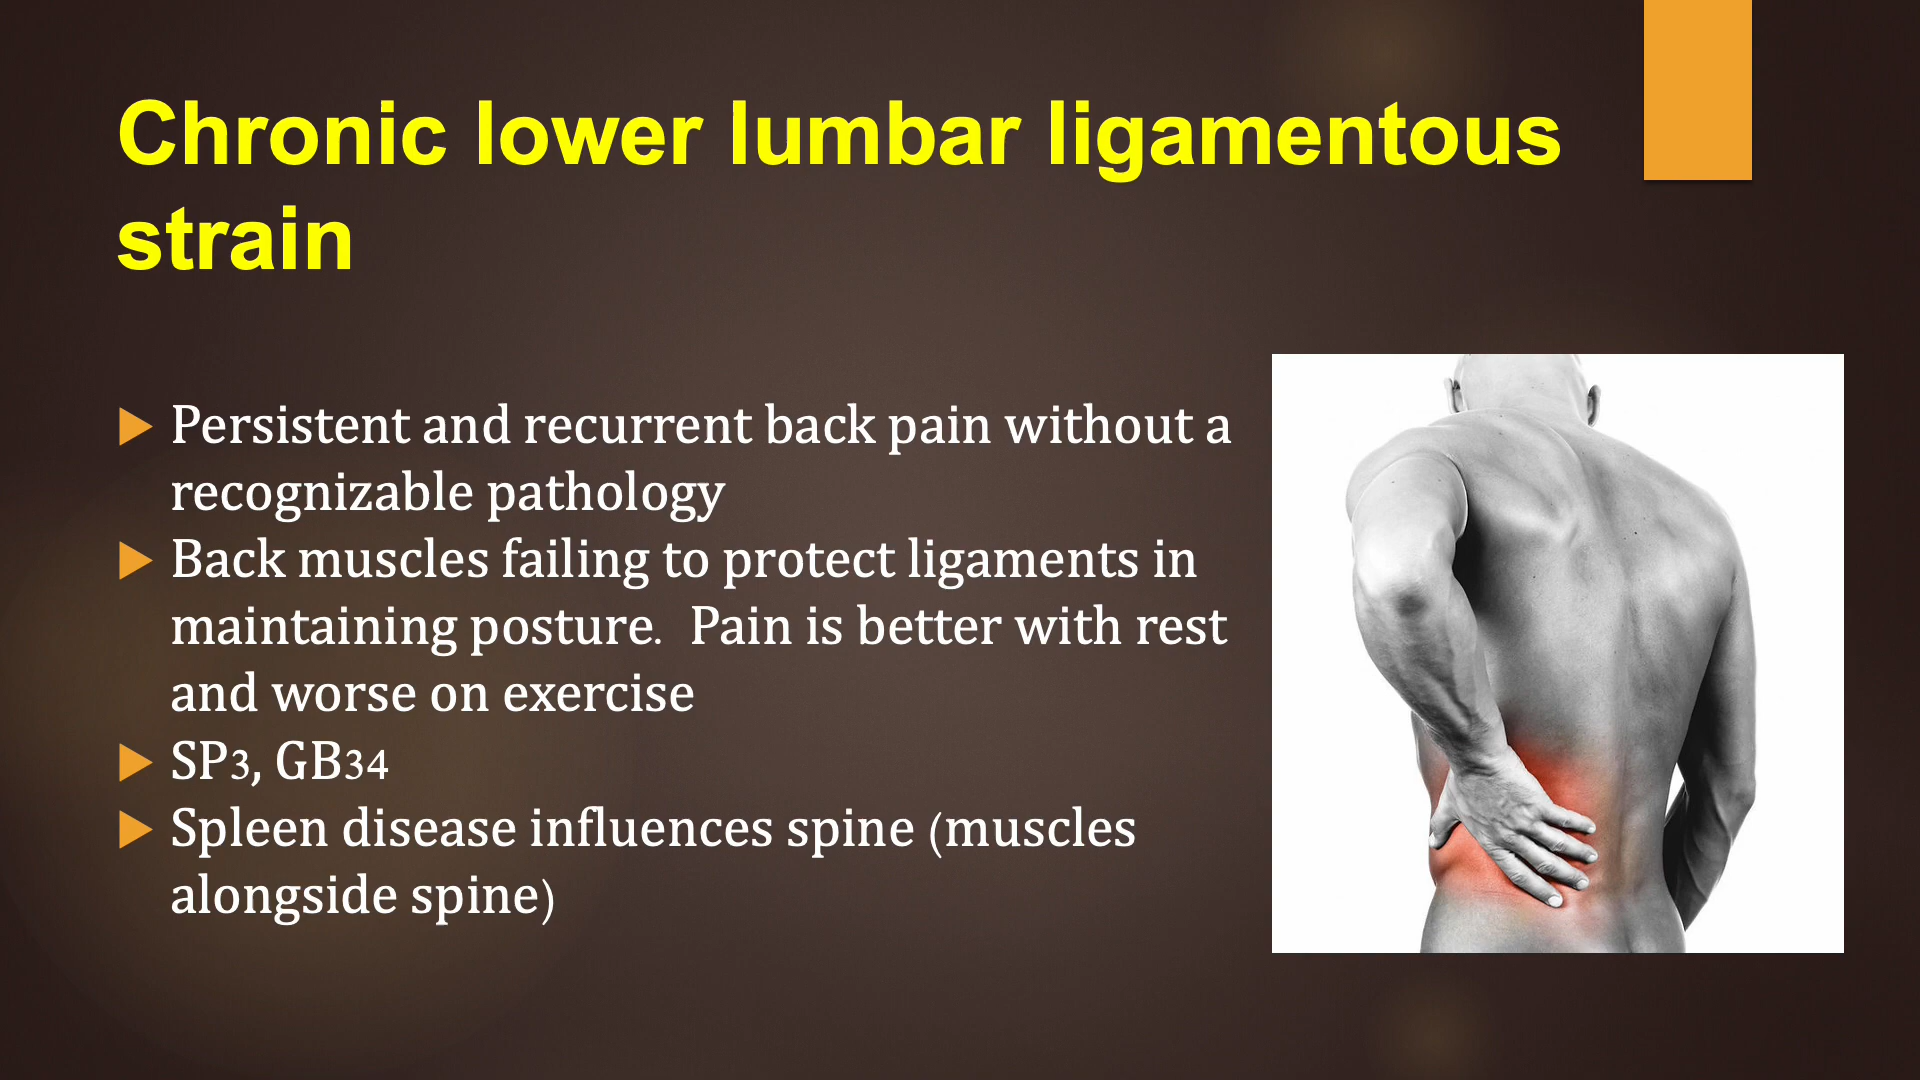 Chronic lower lumbar ligamentous
strain
Persistent and recurrent back pain without a
recognizable pathology
Back muscles failing to protect ligaments in
maintaining posture.  Pain is better with rest
and worse on exercise
SP3, GB34
Spleen disease influences spine (muscles
alongside spine)